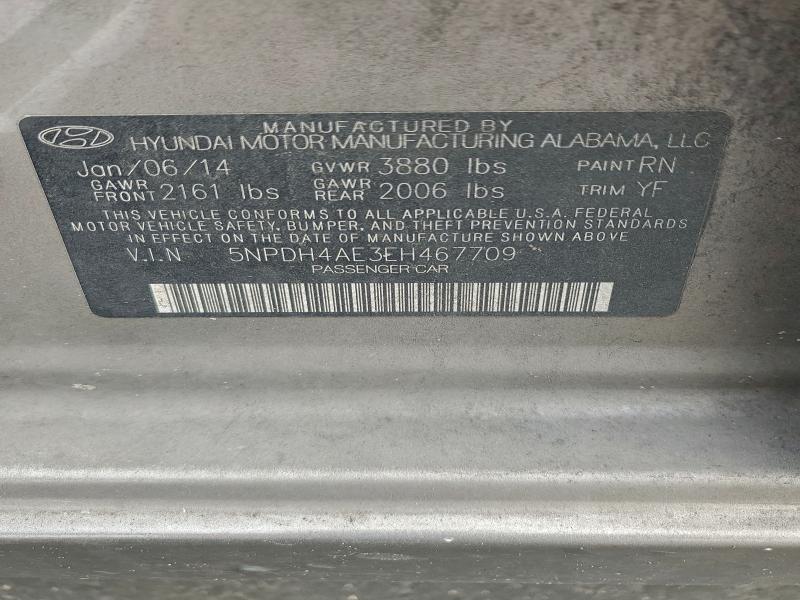 MANUFACTURED BY
HYUNDAI MOTOR MANUFACTURING ALABAMA, LLC
Jan/06/14 GVWR 3880 lbs PAINT RN
GAWR FRONT 2161 lbs GAWR REAR 2006 lbs TRIM YF
THIS VEHICLE CONFORMS TO ALL APPLICABLE U.S.A. FEDERAL
MOTOR VEHICLE SAFETY, BUMPER, AND THEFT PREVENTION STANDARDS
IN EFFECT ON THE DATE OF MANUFACTURE SHOWN ABOVE
V.I.N 5NPDH4AE3EH467709
PASSENGER CAR